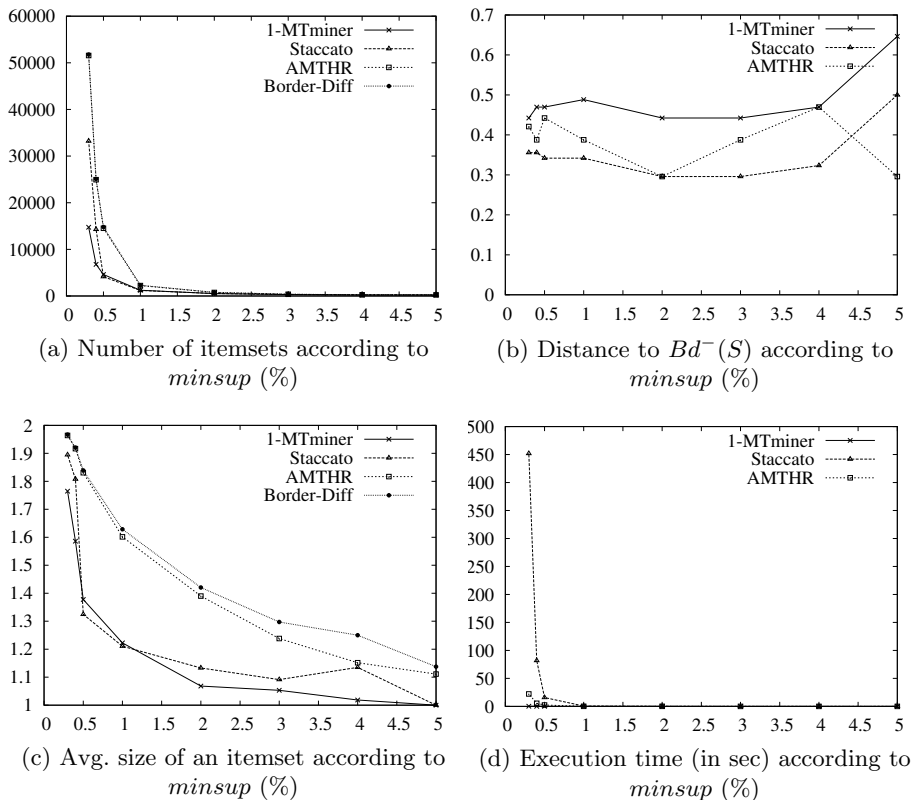 60000
50000
40000
30000
20000
10000
0
0 0.5 1 1.5 2 2.5 3 3.5 4 4.5 5
1-MTminer
Staccato
AMTHR
Border-Diff
(a) Number of itemsets according to
minsup (%)
0.7
0.6
0.5
0.4
0.3
0.2
0.1
0
0 0.5 1 1.5 2 2.5 3 3.5 4 4.5 5
1-MTminer
Staccato
AMTHR
(b) Distance to Bd⁻(S) according to
minsup (%)
2
1.9
1.8
1.7
1.6
1.5
1.4
1.3
1.2
1.1
1
0 0.5 1 1.5 2 2.5 3 3.5 4 4.5 5
1-MTminer
Staccato
AMTHR
Border-Diff
(c) Avg. size of an itemset according to
minsup (%)
500
450
400
350
300
250
200
150
100
50
0
0 0.5 1 1.5 2 2.5 3 3.5 4 4.5 5
1-MTminer
Staccato
AMTHR
(d) Execution time (in sec) according to
minsup (%)